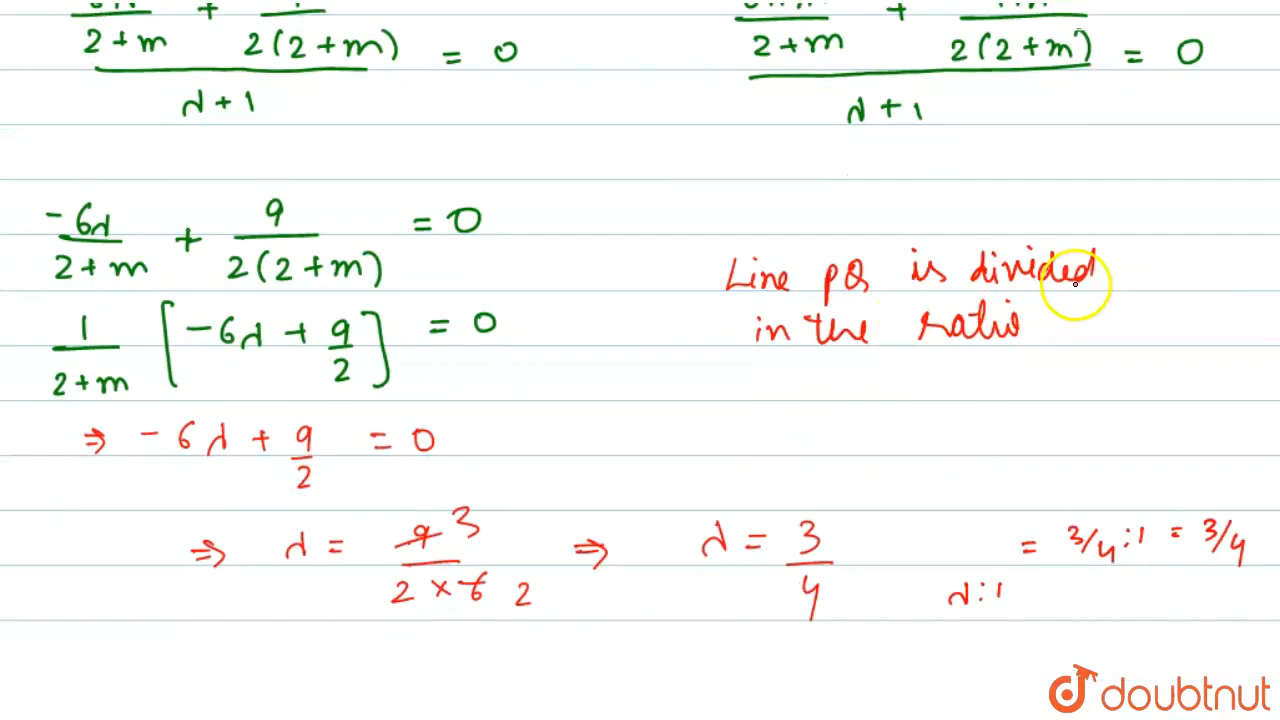 2+m + 2(2+m) = 0
λ+1
2+m + 2(2+m) = 0
λ+1
-6λ/2+m + 9/2(2+m) = 0
1/2+m [-6λ + 9/2] = 0
⇒ -6λ + 9/2 = 0
⇒ λ = 9 3/2×6 2 ⇒ λ = 3/4
Line PQ is divided
in the ratio
= 3/4:1 = 3/4
λ:1
doubtnut